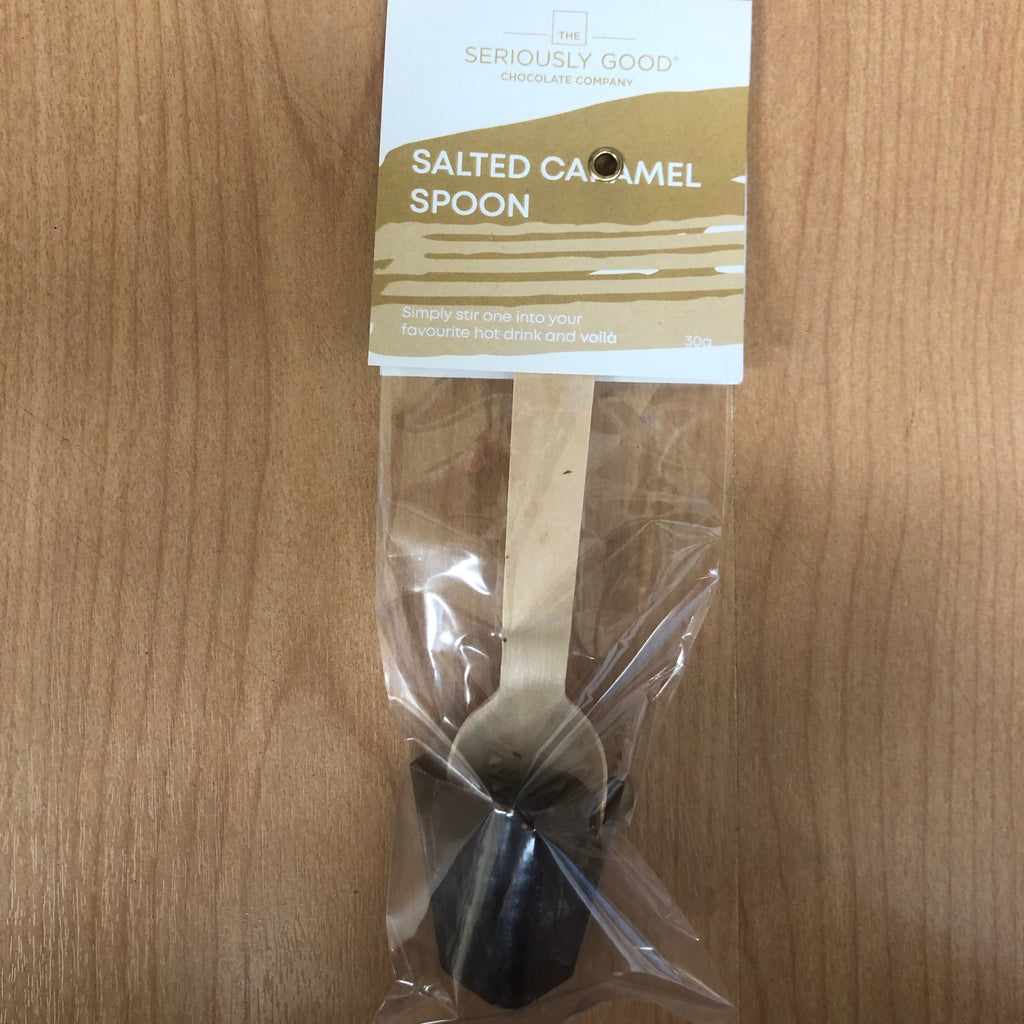 THE
SERIOUSLY GOOD®
CHOCOLATE COMPANY
SALTED CARAMEL
SPOON
Simply stir one into your
favourite hot drink and voilà
30g